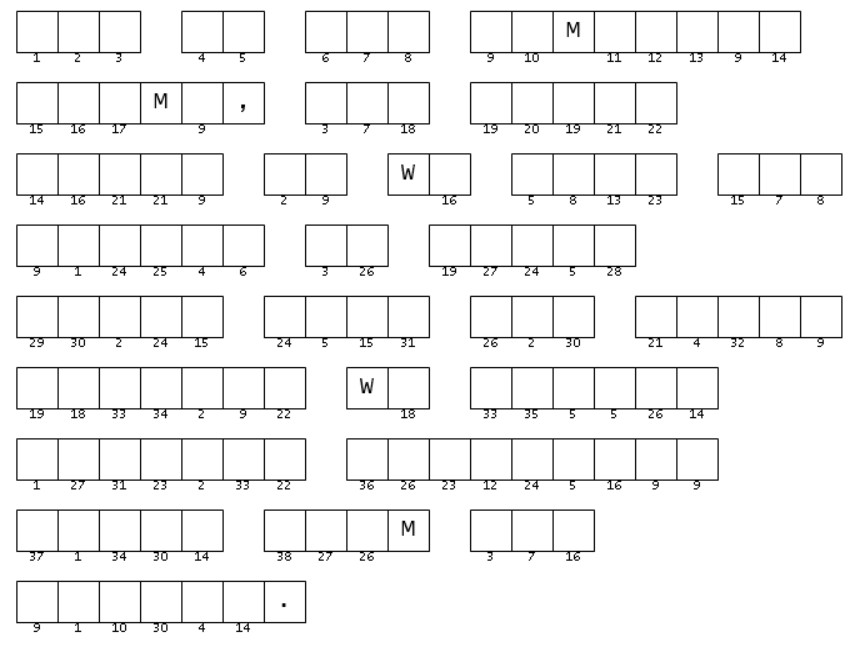 M
1 2 3 4 5 6 7 8 9 10 11 12 13 9 14
M ,
15 16 17 9 3 7 18 19 20 19 21 22
W
14 16 21 21 9 2 9 16 5 8 13 23 15 7 8
9 1 24 25 4 6 3 26 19 27 24 5 28
29 30 2 24 15 24 5 15 31 26 2 30 21 4 32 8 9
W
19 18 33 34 2 9 22 18 33 35 5 5 26 14
1 27 31 23 2 33 22 36 26 23 12 24 5 16 9 9
M
37 1 34 30 14 38 27 26 3 7 16
.
9 1 10 30 4 14